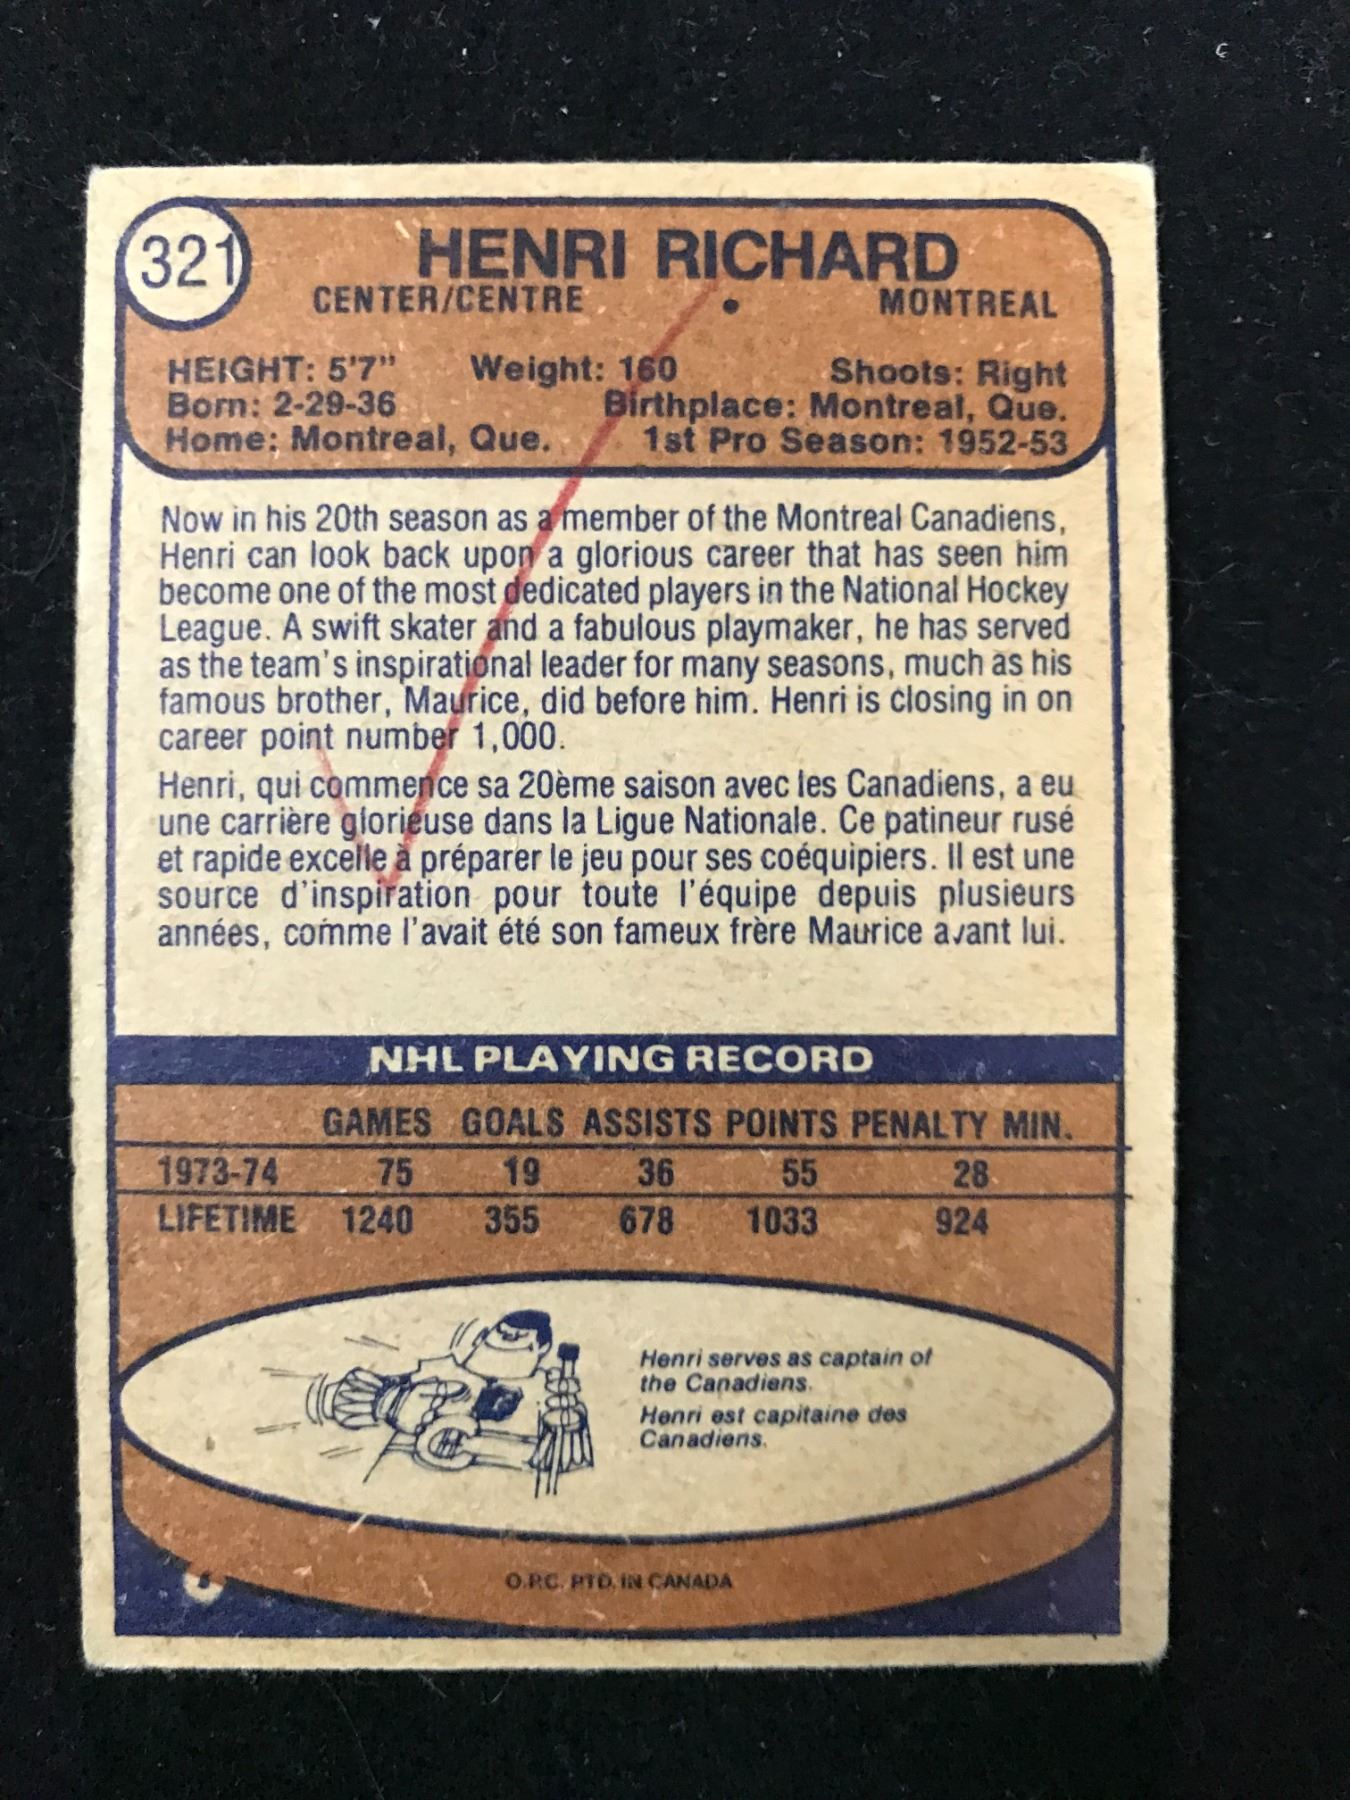 321
HENRI RICHARD
CENTER/CENTRE • MONTREAL
HEIGHT: 5'7" Weight: 160 Shoots: Right
Born: 2-29-36 Birthplace: Montreal, Que.
Home: Montreal, Que. 1st Pro Season: 1952-53
Now in his 20th season as a member of the Montreal Canadiens,
Henri can look back upon a glorious career that has seen him
become one of the most dedicated players in the National Hockey
League. A swift skater and a fabulous playmaker, he has served
as the team's inspirational leader for many seasons, much as his
famous brother, Maurice, did before him. Henri is closing in on
career point number 1,000.
Henri, qui commence sa 20ème saison avec les Canadiens, a eu
une carrière glorieuse dans la Ligue Nationale. Ce patineur rusé
et rapide excelle à préparer le jeu pour ses coéquipiers. Il est une
source d'inspiration pour toute l'équipe depuis plusieurs
années, comme l'avait été son fameux frère Maurice avant lui.
NHL PLAYING RECORD
GAMES GOALS ASSISTS POINTS PENALTY MIN.
1973-74 75 19 36 55 28
LIFETIME 1240 355 678 1033 924
Henri serves as captain of
the Canadiens.
Henri est capitaine des
Canadiens.
O.P.C. PTD. IN CANADA